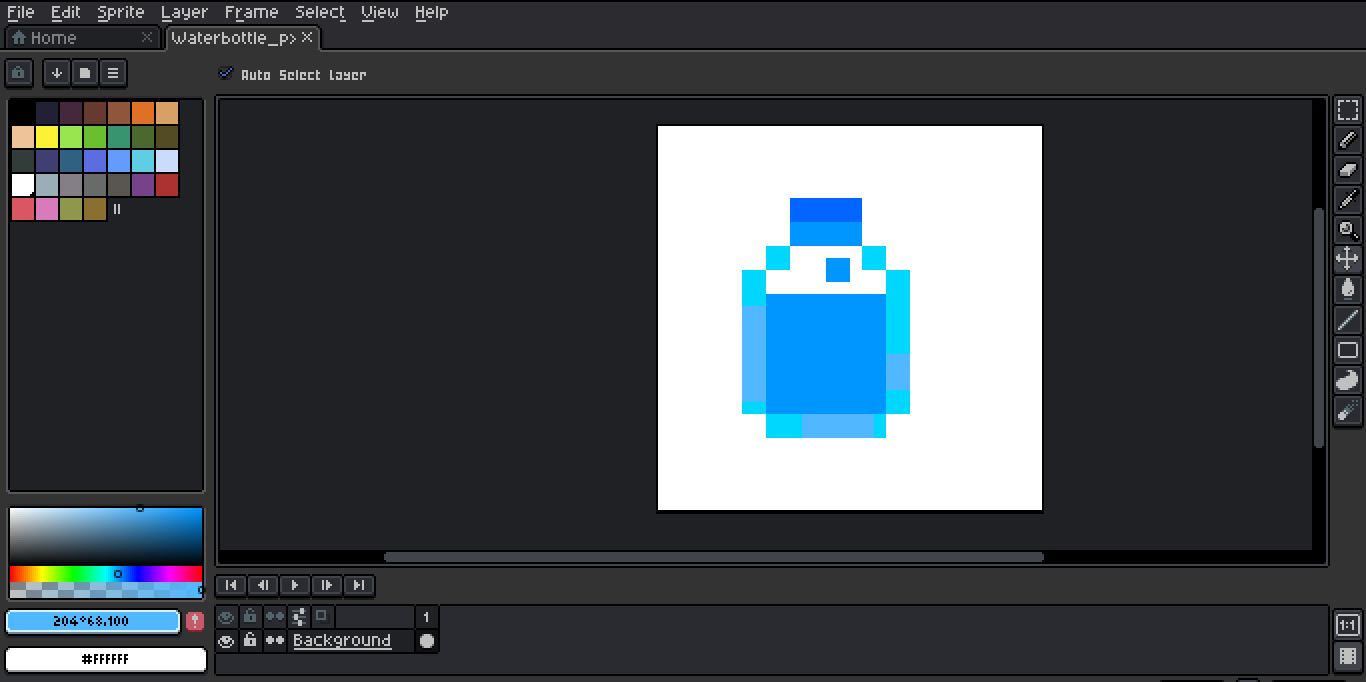 File Edit Sprite Layer Frame Select View Help
Home Waterbottle_p>
Auto Select Layer
204°68.100
#FFFFFF
1
Background
1:1